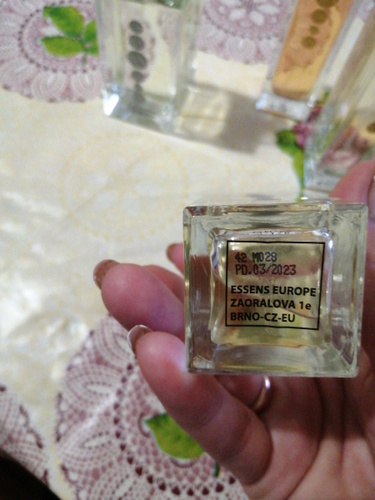 42 M028
PD.03/2023
ESSENS EUROPE
ZAORALOVA 1e
BRNO-CZ-EU